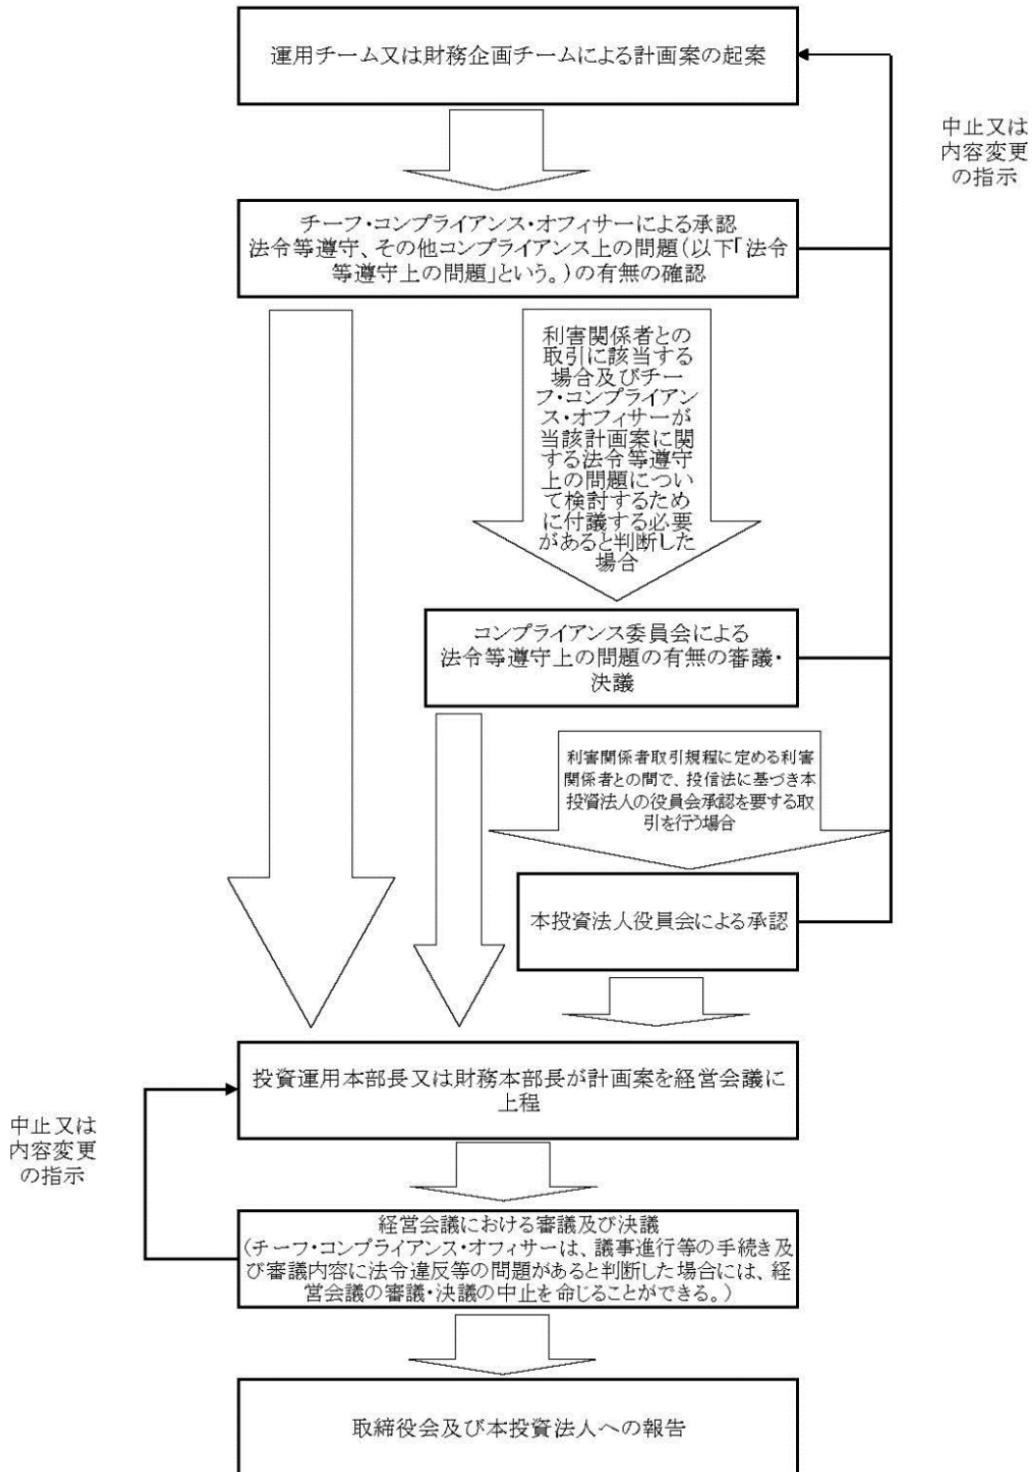 運用チーム又は財務企画チームによる計画案の起案
中止又は
内容変更
の指示
チーフ・コンプライアンス・オフィサーによる承認
法令等遵守、その他コンプライアンス上の問題(以下「法令
等遵守上の問題」という。)の有無の確認
利害関係者との
取引に該当する
場合及びチー
フ・コンプライアン
ス・オフィサーが
当該計画案に関
する法令等遵守
上の問題につい
て検討するため
に付議する必要
があると判断した
場合
コンプライアンス委員会による
法令等遵守上の問題の有無の審議・
決議
利害関係者取引規程に定める利害
関係者との間で、投信法に基づき本
投資法人の役員会承認を要する取
引を行う場合
本投資法人役員会による承認
投資運用本部長又は財務本部長が計画案を経営会議に
上程
中止又は
内容変更
の指示
経営会議における審議及び決議
(チーフ・コンプライアンス・オフィサーは、議事進行等の手続き及
び審議内容に法令違反等の問題があると判断した場合には、経
営会議の審議・決議の中止を命じることができる。)
取締役会及び本投資法人への報告